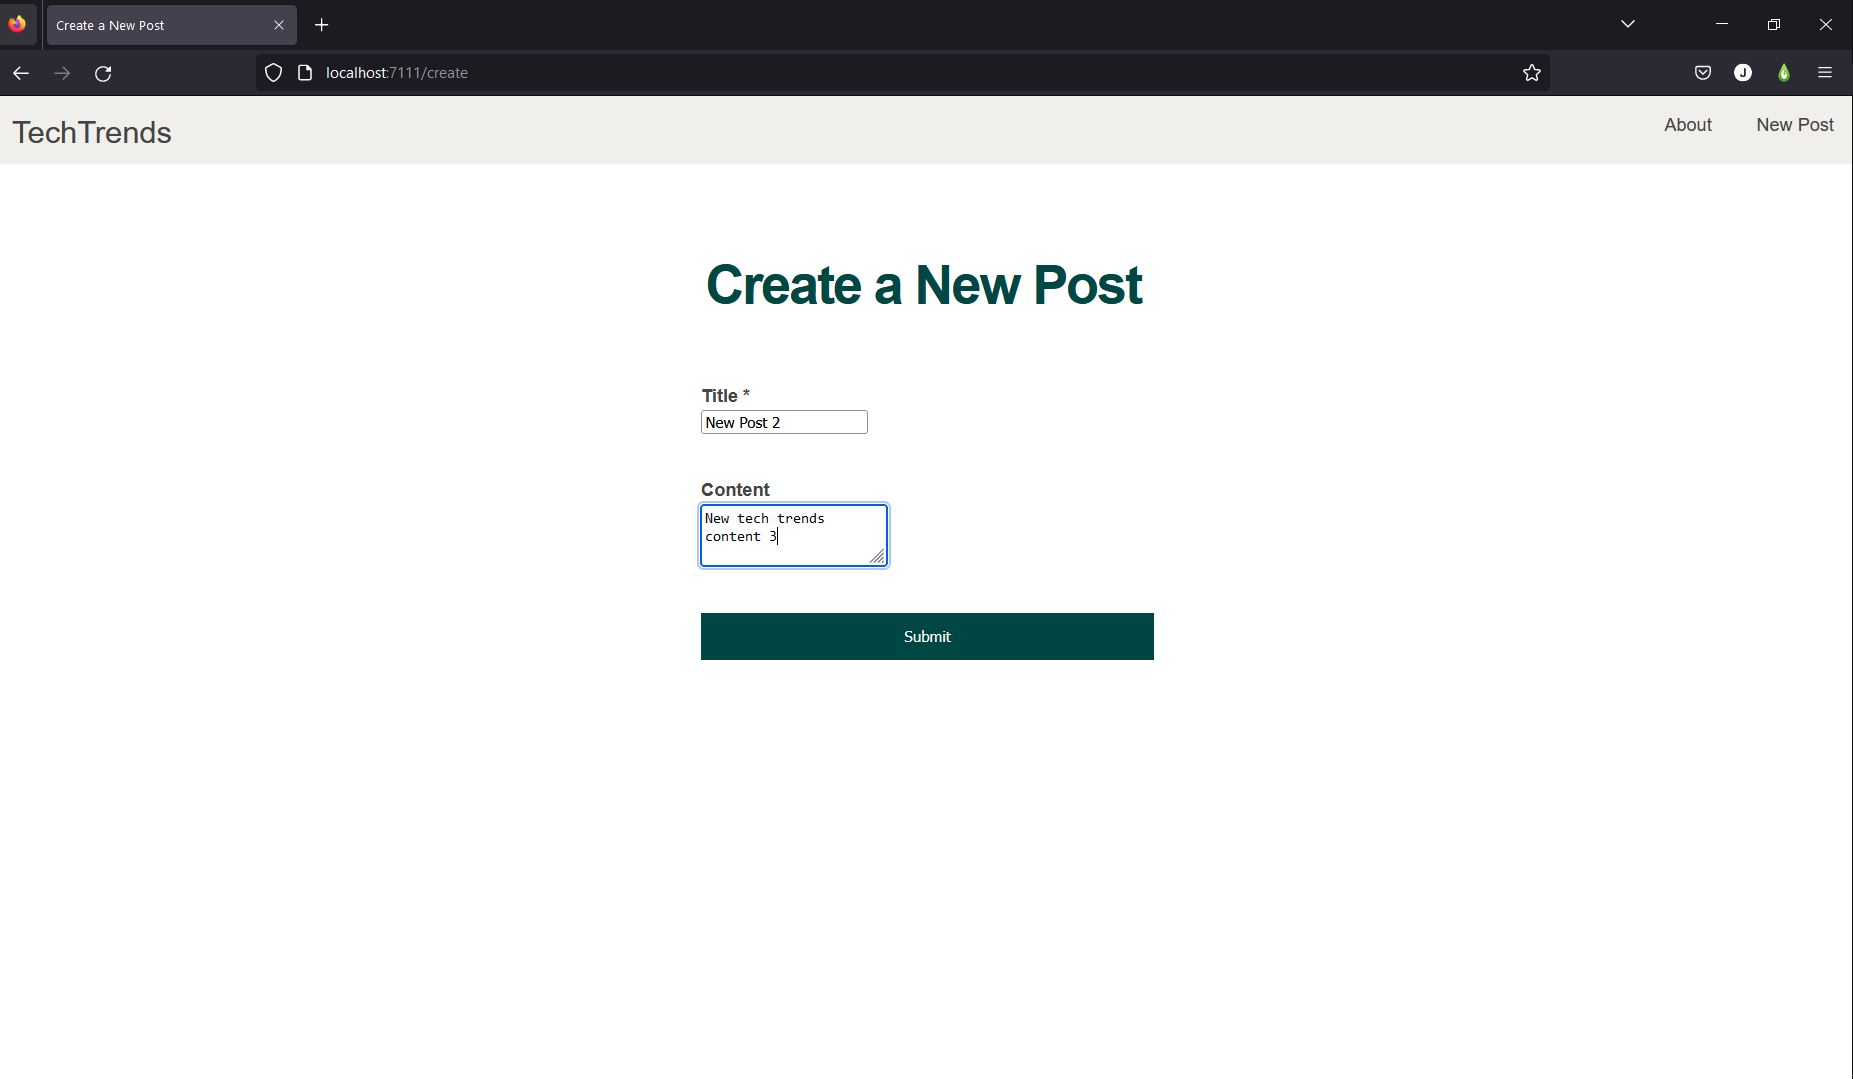 Create a New Post
localhost:7111/create
J
TechTrends
About
New Post
Create a New Post
Title *
New Post 2
Content
New tech trends
content 3
Submit